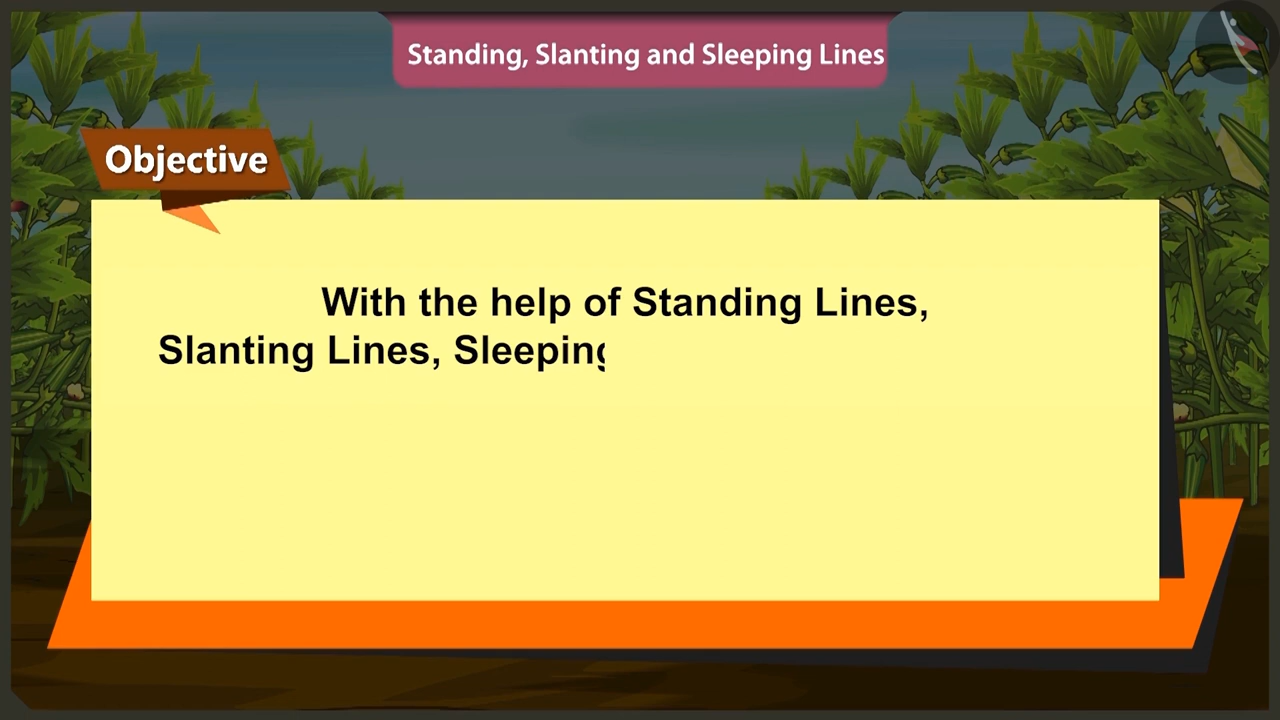 Standing, Slanting and Sleeping Lines
Objective
With the help of Standing Lines,
Slanting Lines, Sleeping